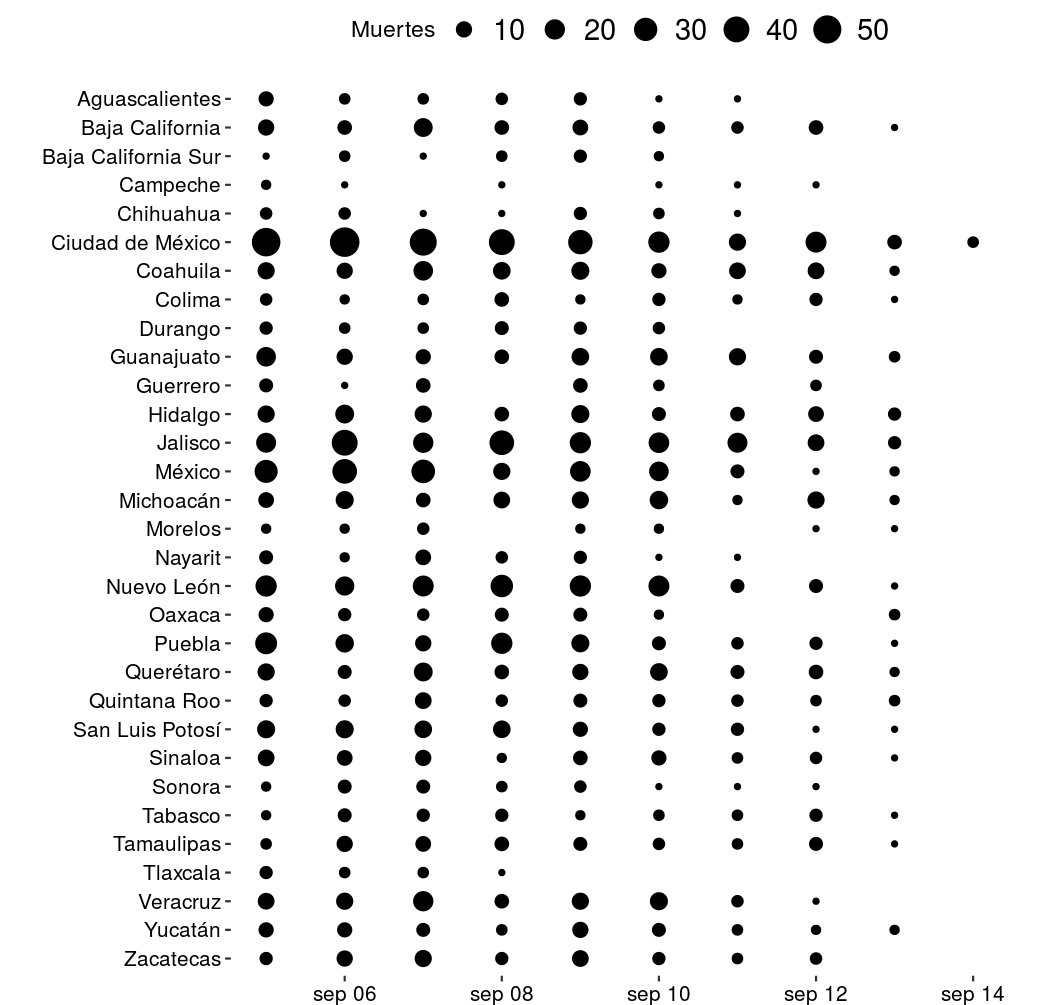 Muertes 10 20 30 40 50
Aguascalientes
Baja California
Baja California Sur
Campeche
Chihuahua
Ciudad de México
Coahuila
Colima
Durango
Guanajuato
Guerrero
Hidalgo
Jalisco
México
Michoacán
Morelos
Nayarit
Nuevo León
Oaxaca
Puebla
Querétaro
Quintana Roo
San Luis Potosí
Sinaloa
Sonora
Tabasco
Tamaulipas
Tlaxcala
Veracruz
Yucatán
Zacatecas
sep 06 sep 08 sep 10 sep 12 sep 14